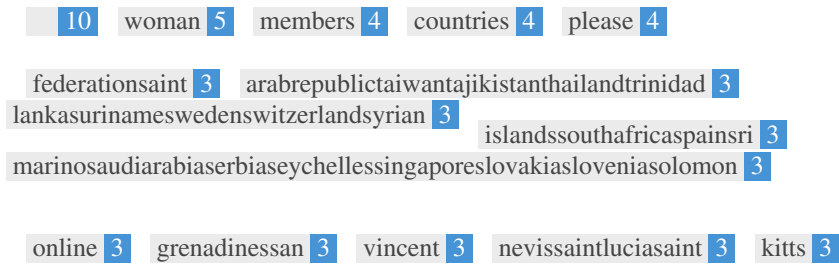 10 woman 5 members 4 countries 4 please 4
federationsaint 3 arabrepublictaiwantajikistanthailandtrinidad 3
lankasurinameswedenswitzerlandsyrian 3
islandssouthafricaspainsri 3
marinosaudiarabiaserbiaseychellessingaporeslovakiasloveniasolomon 3
online 3 grenadinessan 3 vincent 3 nevissaintluciasaint 3 kitts 3